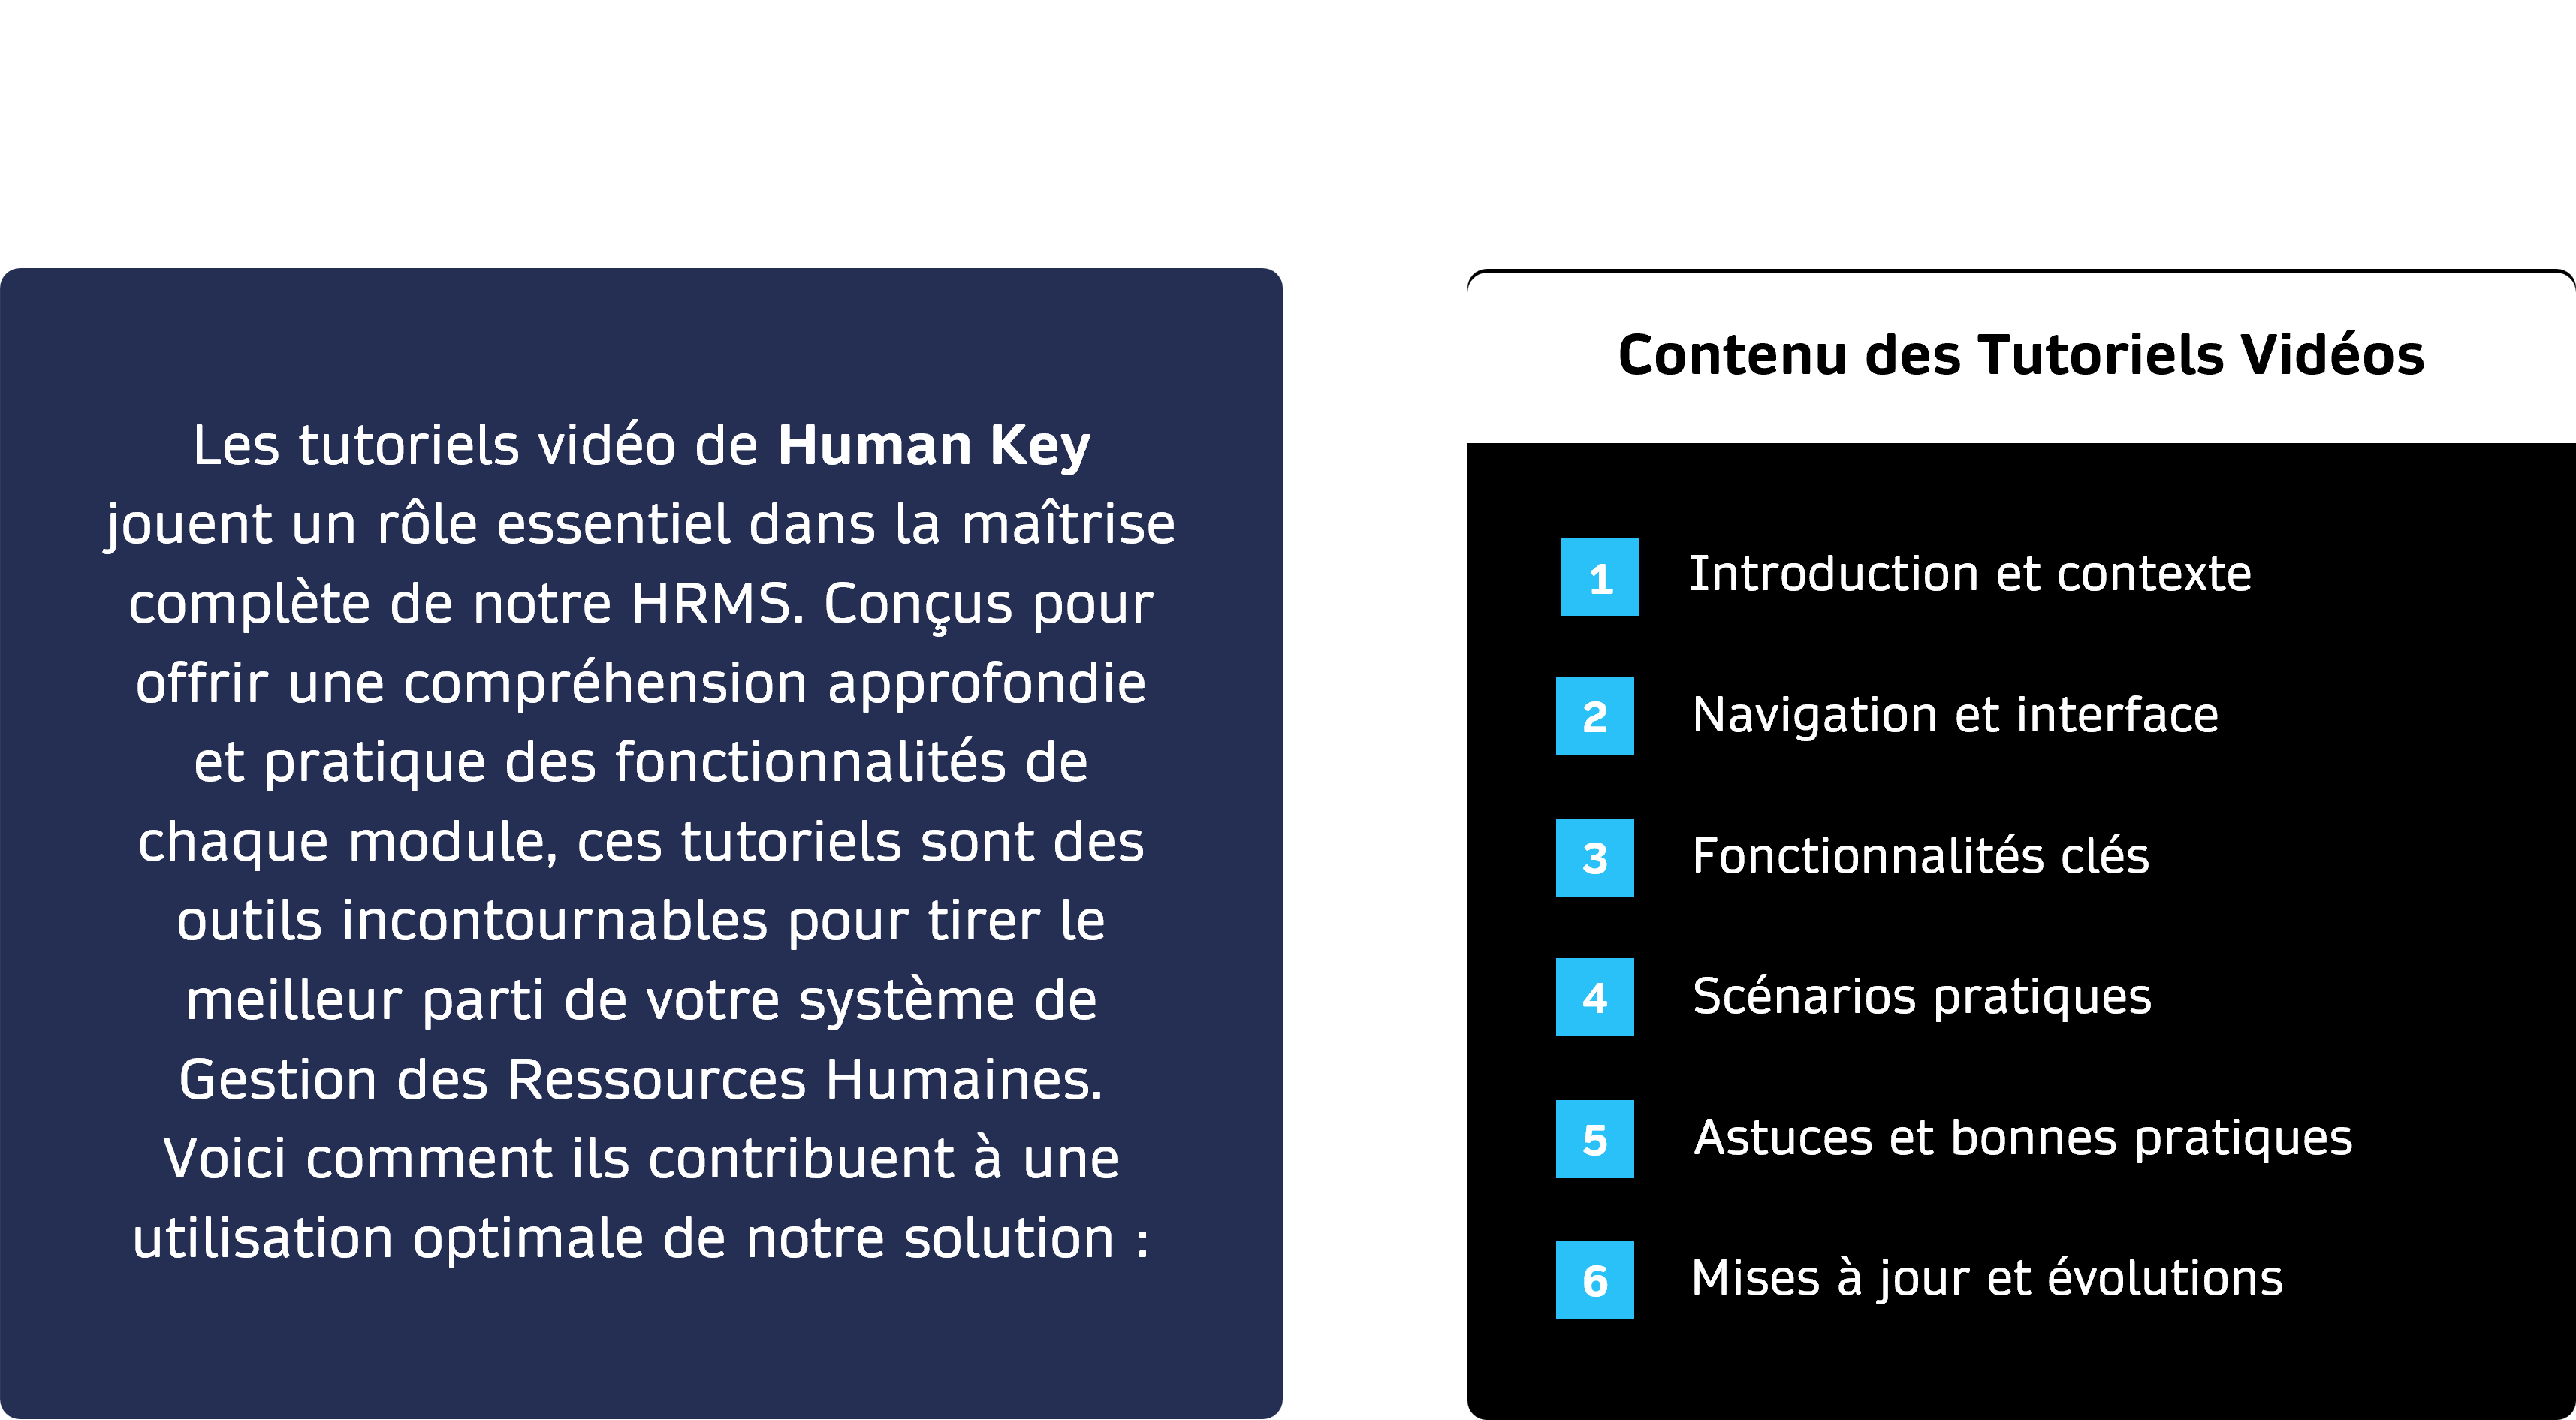 Les tutoriels vidéo de Human Key
jouent un rôle essentiel dans la maîtrise
complète de notre HRMS. Conçus pour
offrir une compréhension approfondie
et pratique des fonctionnalités de
chaque module, ces tutoriels sont des
outils incontournables pour tirer le
meilleur parti de votre système de
Gestion des Ressources Humaines.
Voici comment ils contribuent à une
utilisation optimale de notre solution :
Contenu des Tutoriels Vidéos
1 Introduction et contexte
2 Navigation et interface
3 Fonctionnalités clés
4 Scénarios pratiques
5 Astuces et bonnes pratiques
6 Mises à jour et évolutions